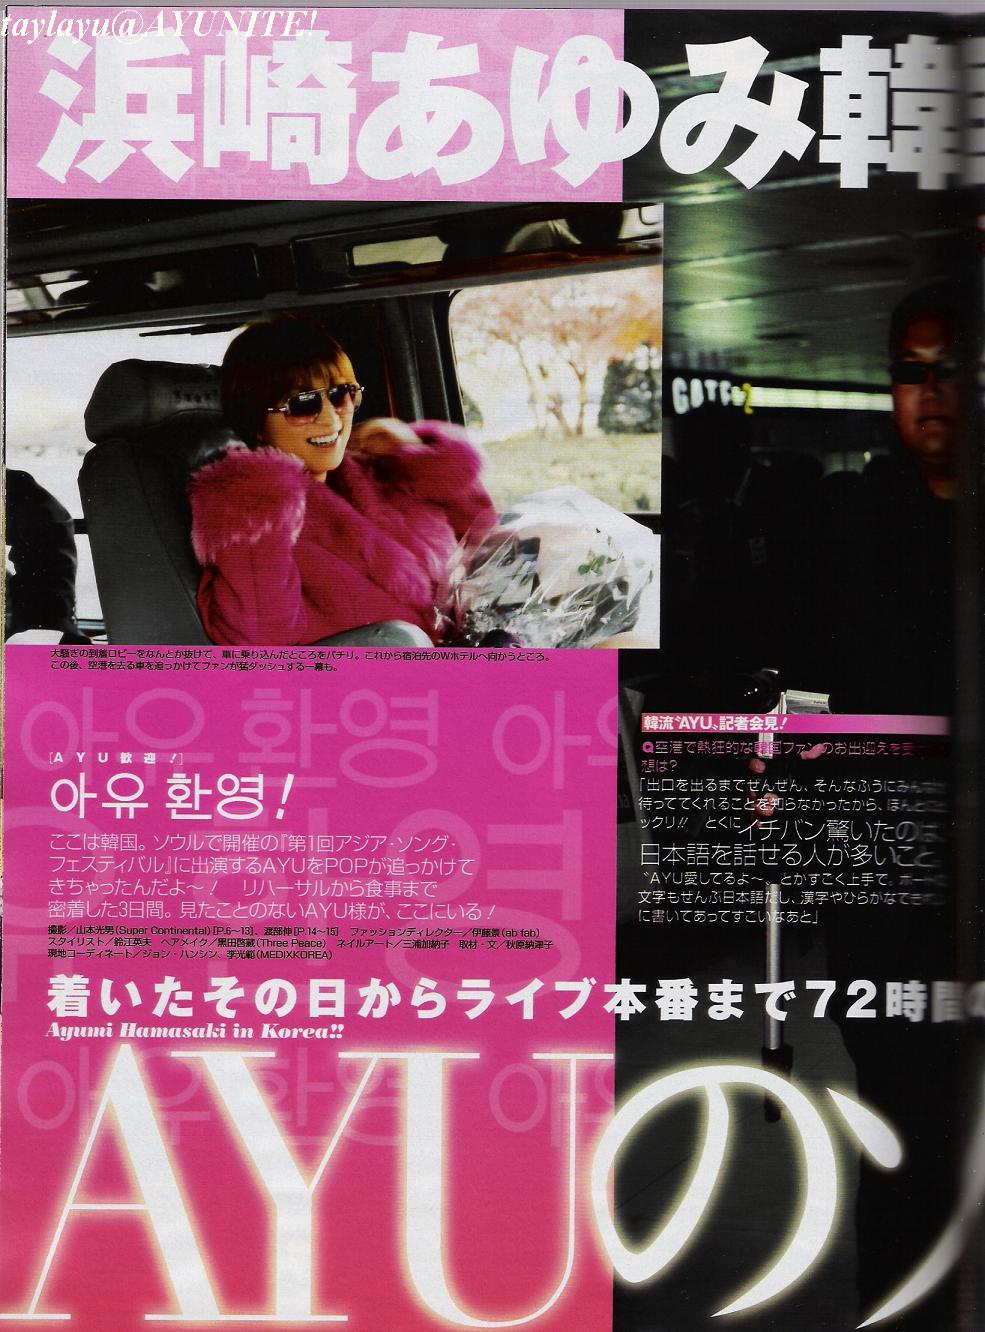 taylayu@AYUNITE!
浜崎あゆみ韓
GATE 2
大騒ぎの到着ロビーをなんとか抜けて、車に乗り込んだところをパチリ。これから宿泊先のWホテルへ向かうところ。
この後、空港を去る車を追っかけてファンが猛ダッシュする一幕も。
[AYU歓迎!]
아유 환영!
ここは韓国。ソウルで開催の『第1回アジア・ソング・
フェスティバル』に出演するAYUをPOPが追っかけて
きちゃったんだよ〜! リハーサルから食事まで
密着した3日間。見たことのないAYU様が、ここにいる!
撮影/山本光男(Super Continental)[P.6〜13]、渡部伸[P.14〜15] ファッションディレクター/伊藤景(ab fab)
スタイリスト/鈴江英夫 ヘアメイク/黒田啓蔵(Three Peace) ネイルアート/三浦加納子 取材・文/秋原納津子
現地コーディネート/ジョン・ハンシン、李光範(MEDIXKOREA)
韓流“AYU”記者会見!
Q空港で熱狂的な韓国ファンのお出迎えを受
想は?
「出口を出るまでぜんぜん、そんなふうにみんな
待っててくれることを知らなかったから、ほんと
ックリ!! とくにイチバン驚いたのは、
日本語を話せる人が多いこと
“AYU愛してるよ〜”とかすごく上手で。ボー
文字もぜんぶ日本語だし、漢字やひらがなで
に書いてあってすごいなあと」
着いたその日からライブ本番まで72時間の
Ayumi Hamasaki in Korea!!
AYUのソ